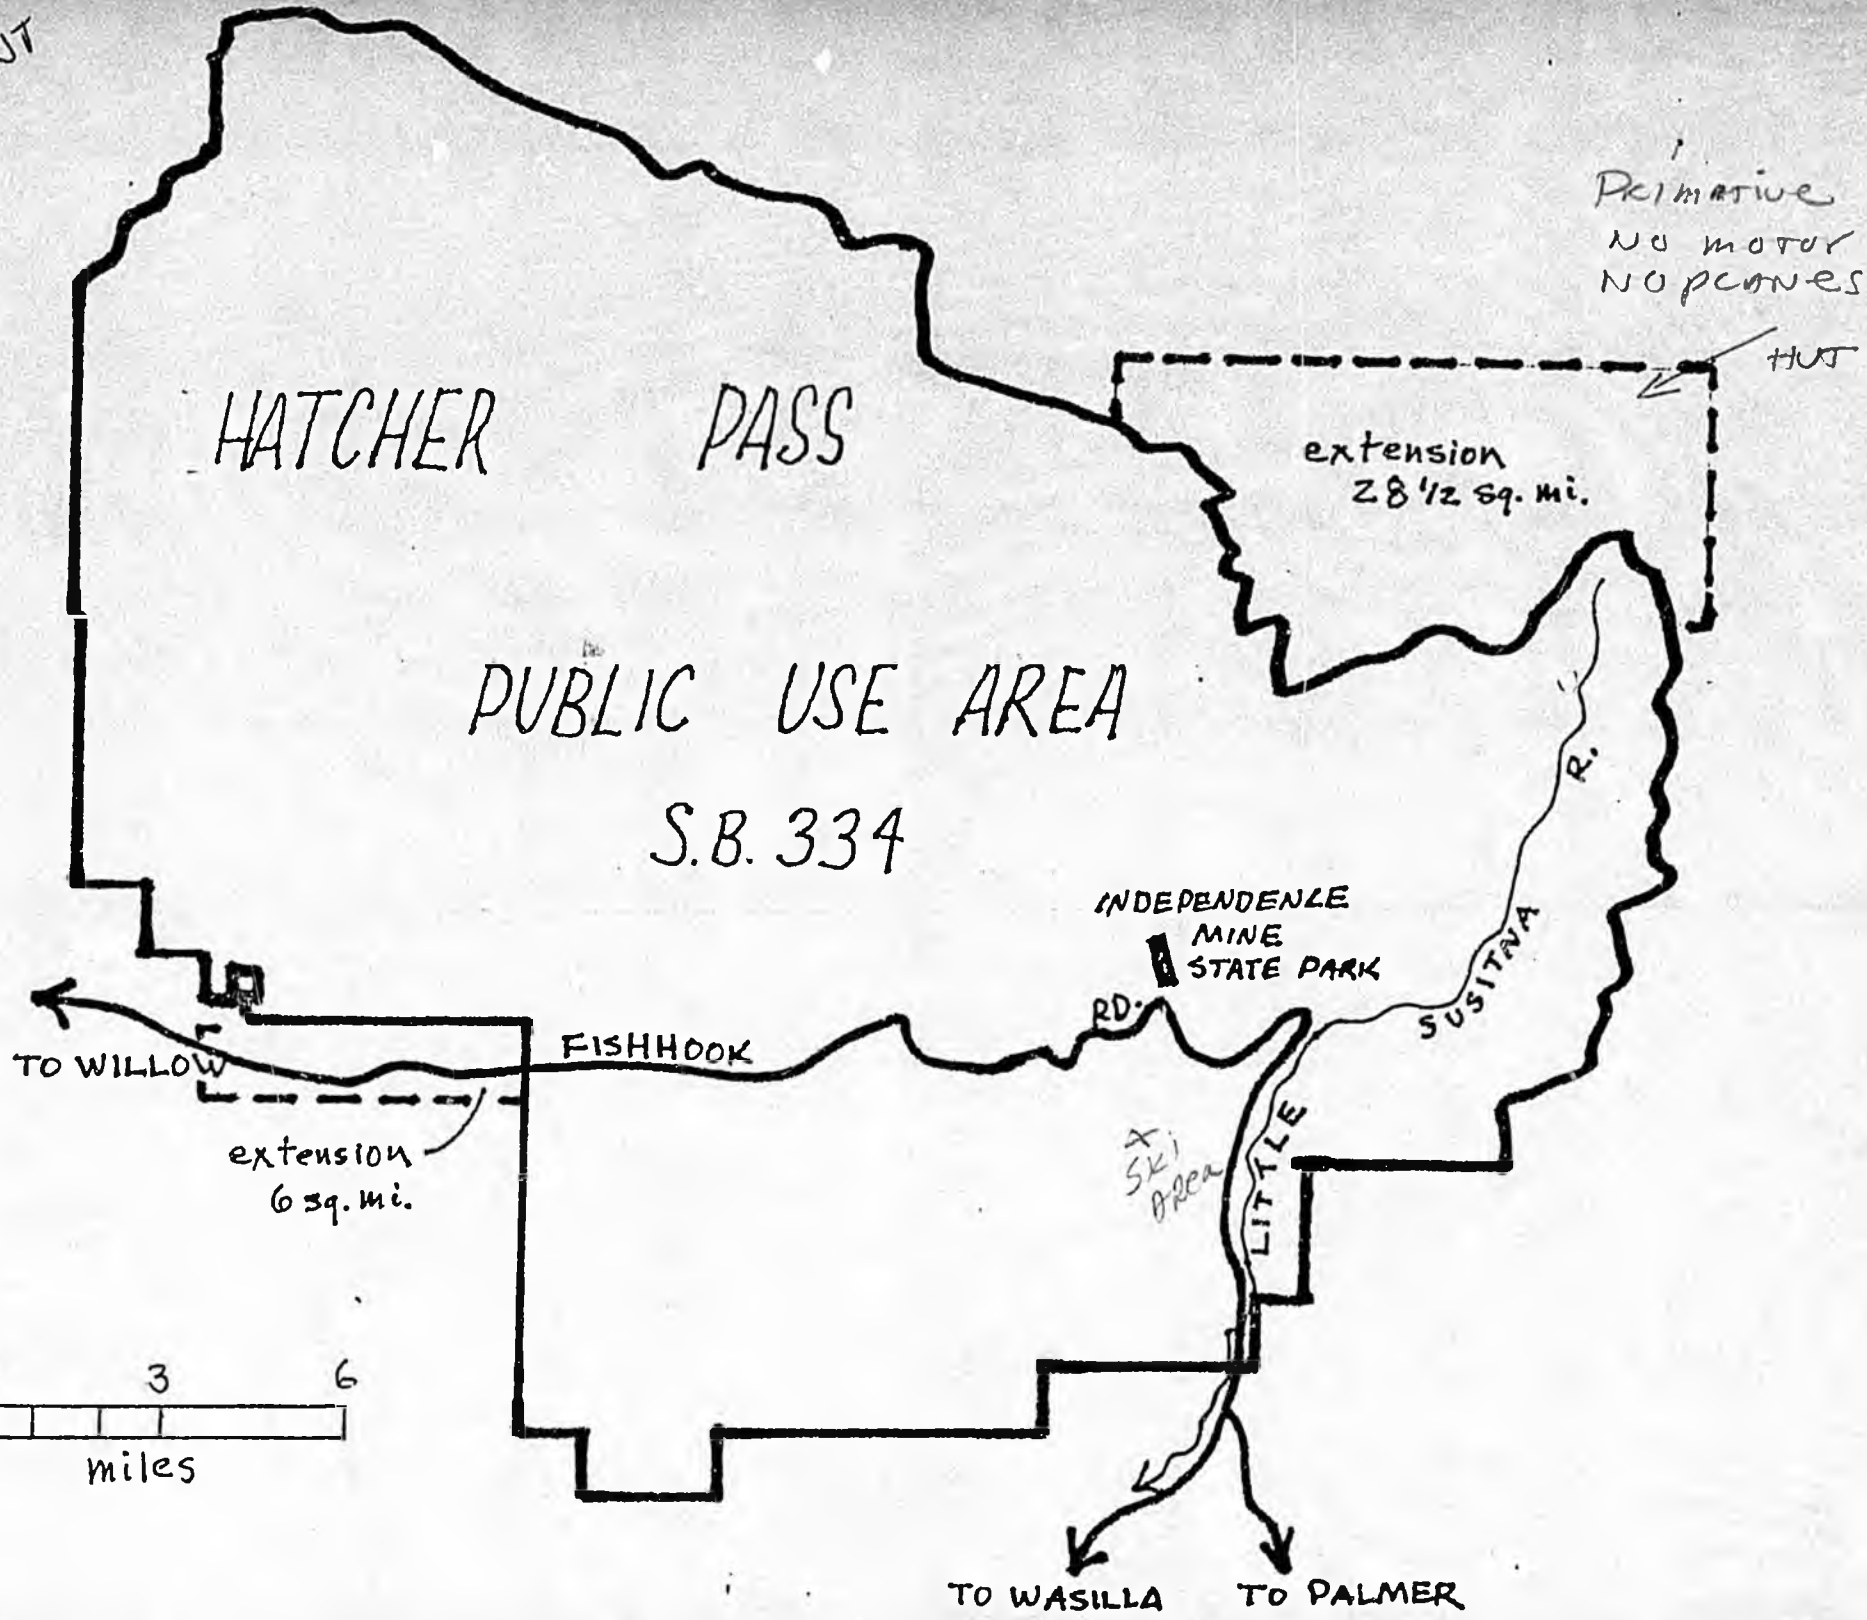 Primative
No motor
No planes
HUT
extension
28 1/2 sq. mi.
HATCHER PASS
PUBLIC USE AREA
S.B. 334
INDEPENDENCE
MINE
STATE PARK
R.
SUSITNA
LITTLE
RD.
FISHHOOK
TO WILLOW
extension
6 sq. mi.
x
Ski
Area
3 6
miles
TO WASILLA TO PALMER